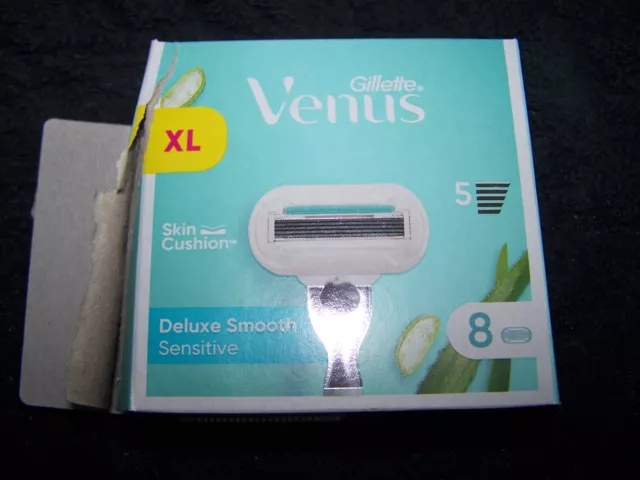 Gillette®
Venus
XL
5
Skin
Cushion™
Deluxe Smooth
Sensitive
8